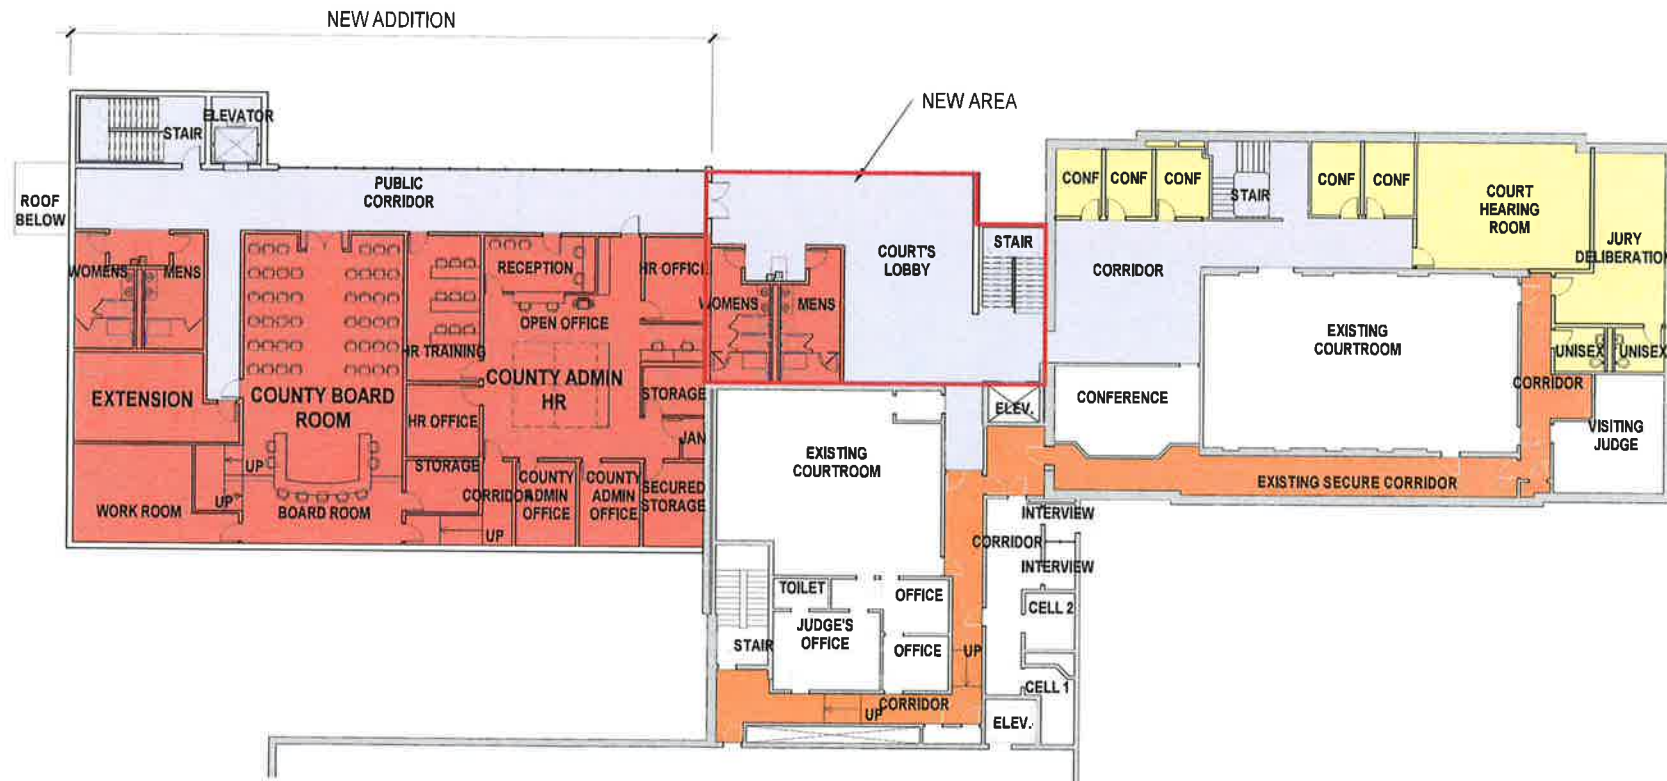 NEW ADDITION
NEW AREA
ELEVATOR
STAIR
PUBLIC
CORRIDOR
ROOF
BELOW
WOMENS
MENS
RECEPTION
HR OFFICE
OPEN OFFICE
HR TRAINING
COUNTY ADMIN
HR
EXTENSION
COUNTY BOARD
ROOM
HR OFFICE
STORAGE
JAN
STORAGE
UP
UP
WORK ROOM
BOARD ROOM
CORRIDOR
UP
COUNTY
ADMIN
OFFICE
COUNTY
ADMIN
OFFICE
SECURED
STORAGE
WOMENS
MENS
COURT'S
LOBBY
STAIR
CONF
CONF
CONF
STAIR
CONF
CONF
COURT
HEARING
ROOM
JURY
DELIBERATION
CORRIDOR
EXISTING
COURTROOM
UNISEX
UNISEX
CORRIDOR
CONFERENCE
ELEV.
VISITING
JUDGE
EXISTING
COURTROOM
EXISTING SECURE CORRIDOR
INTERVIEW
CORRIDOR
INTERVIEW
TOILET
OFFICE
CELL 2
JUDGE'S
OFFICE
STAIR
OFFICE
UP
CELL 1
CORRIDOR
UP
ELEV.